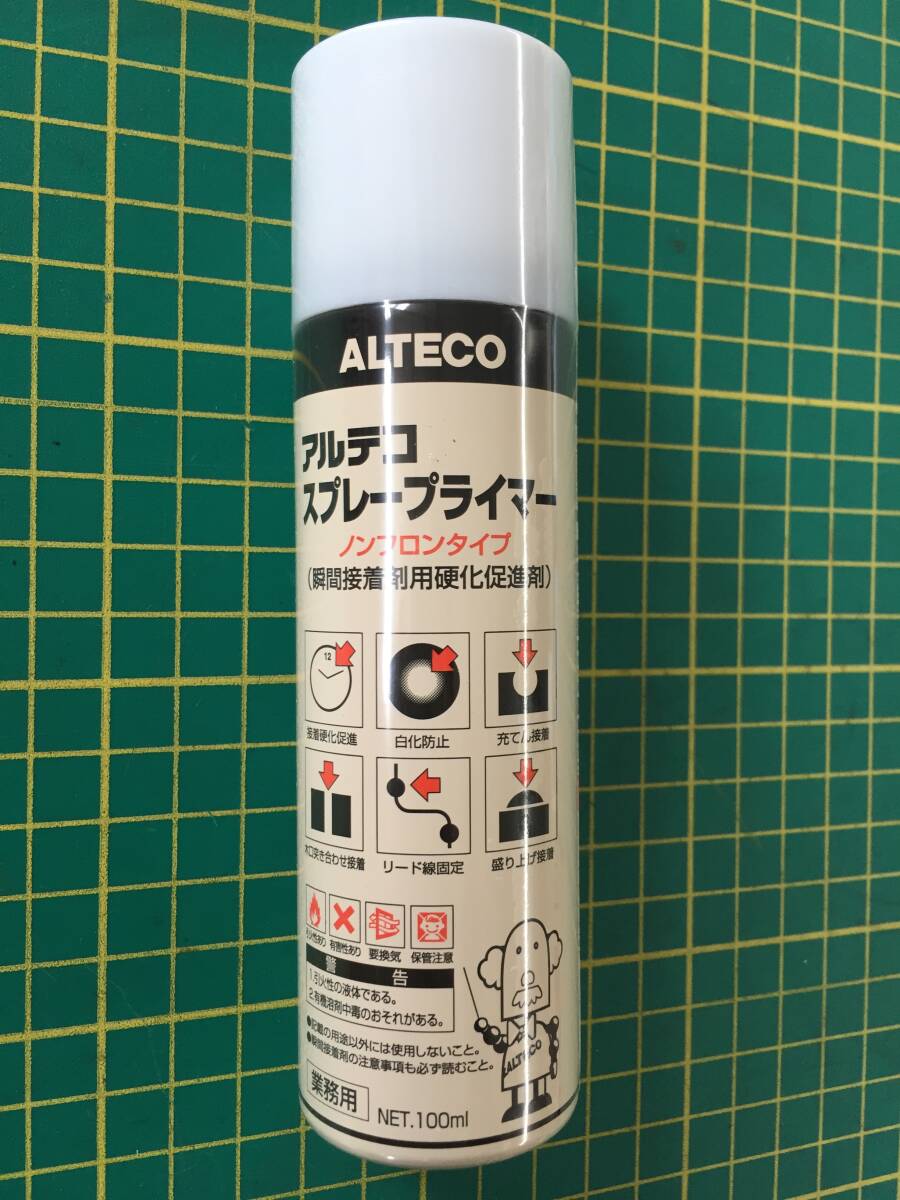 ALTECO
アルテコ
スプレープライマー
ノンフロンタイプ
(瞬間接着剤用硬化促進剤)
12
接着硬化促進
白化防止
充てん接着
木口突き合わせ接着
リード線固定
盛り上げ接着
引火性あり
有害性あり
要換気
保管注意
警告
1.引火性の液体である。
2.有機溶剤中毒のおそれがある。
●記載の用途以外には使用しないこと。
●瞬間接着剤の注意事項も必ず読むこと。
ALTECO
業務用
NET.100ml